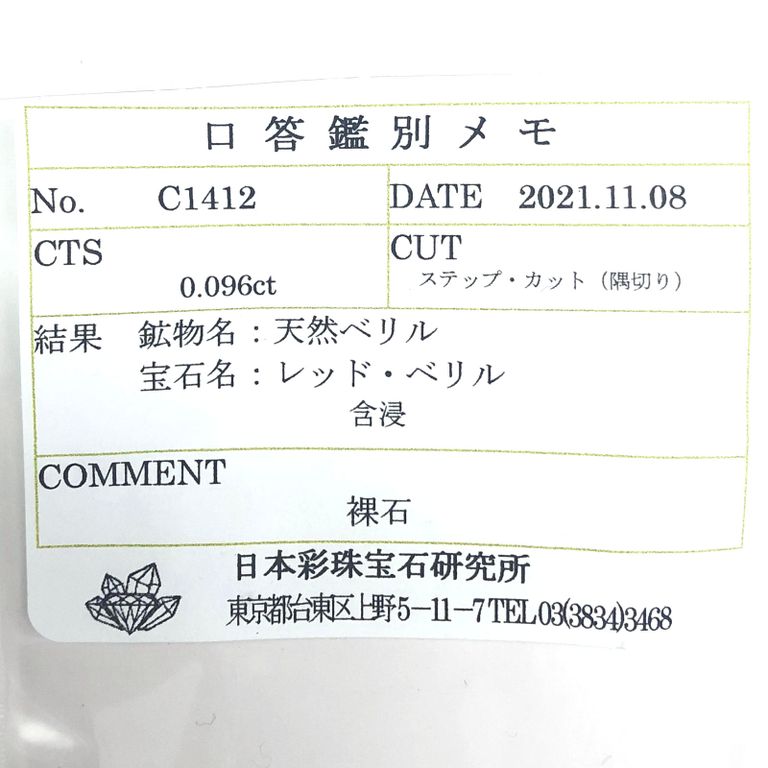 口答鑑別メモ
No. C1412 DATE 2021.11.08
CTS CUT
0.096ct ステップ・カット（隅切り）
結果 鉱物名：天然ベリル
宝石名：レッド・ベリル
含浸
COMMENT
裸石
日本彩珠宝石研究所
東京都台東区上野5-11-7 TEL 03(3834)3468